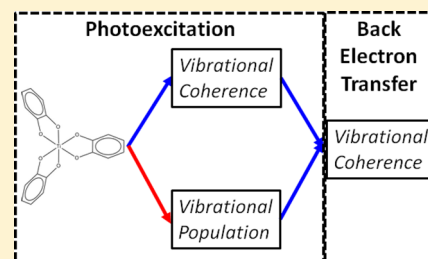 Photoexcitation
Back
Electron
Transfer
Vibrational
Coherence
Vibrational
Coherence
Vibrational
Population